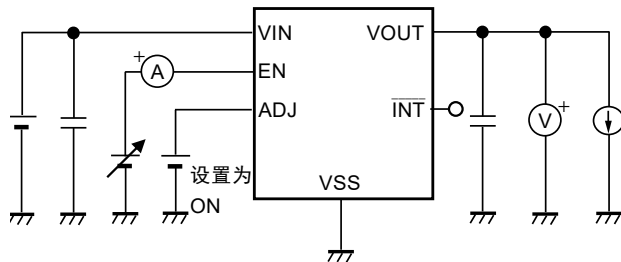 VIN
VOUT
+
A
EN
ADJ
INT
V
+
设置为
ON
VSS